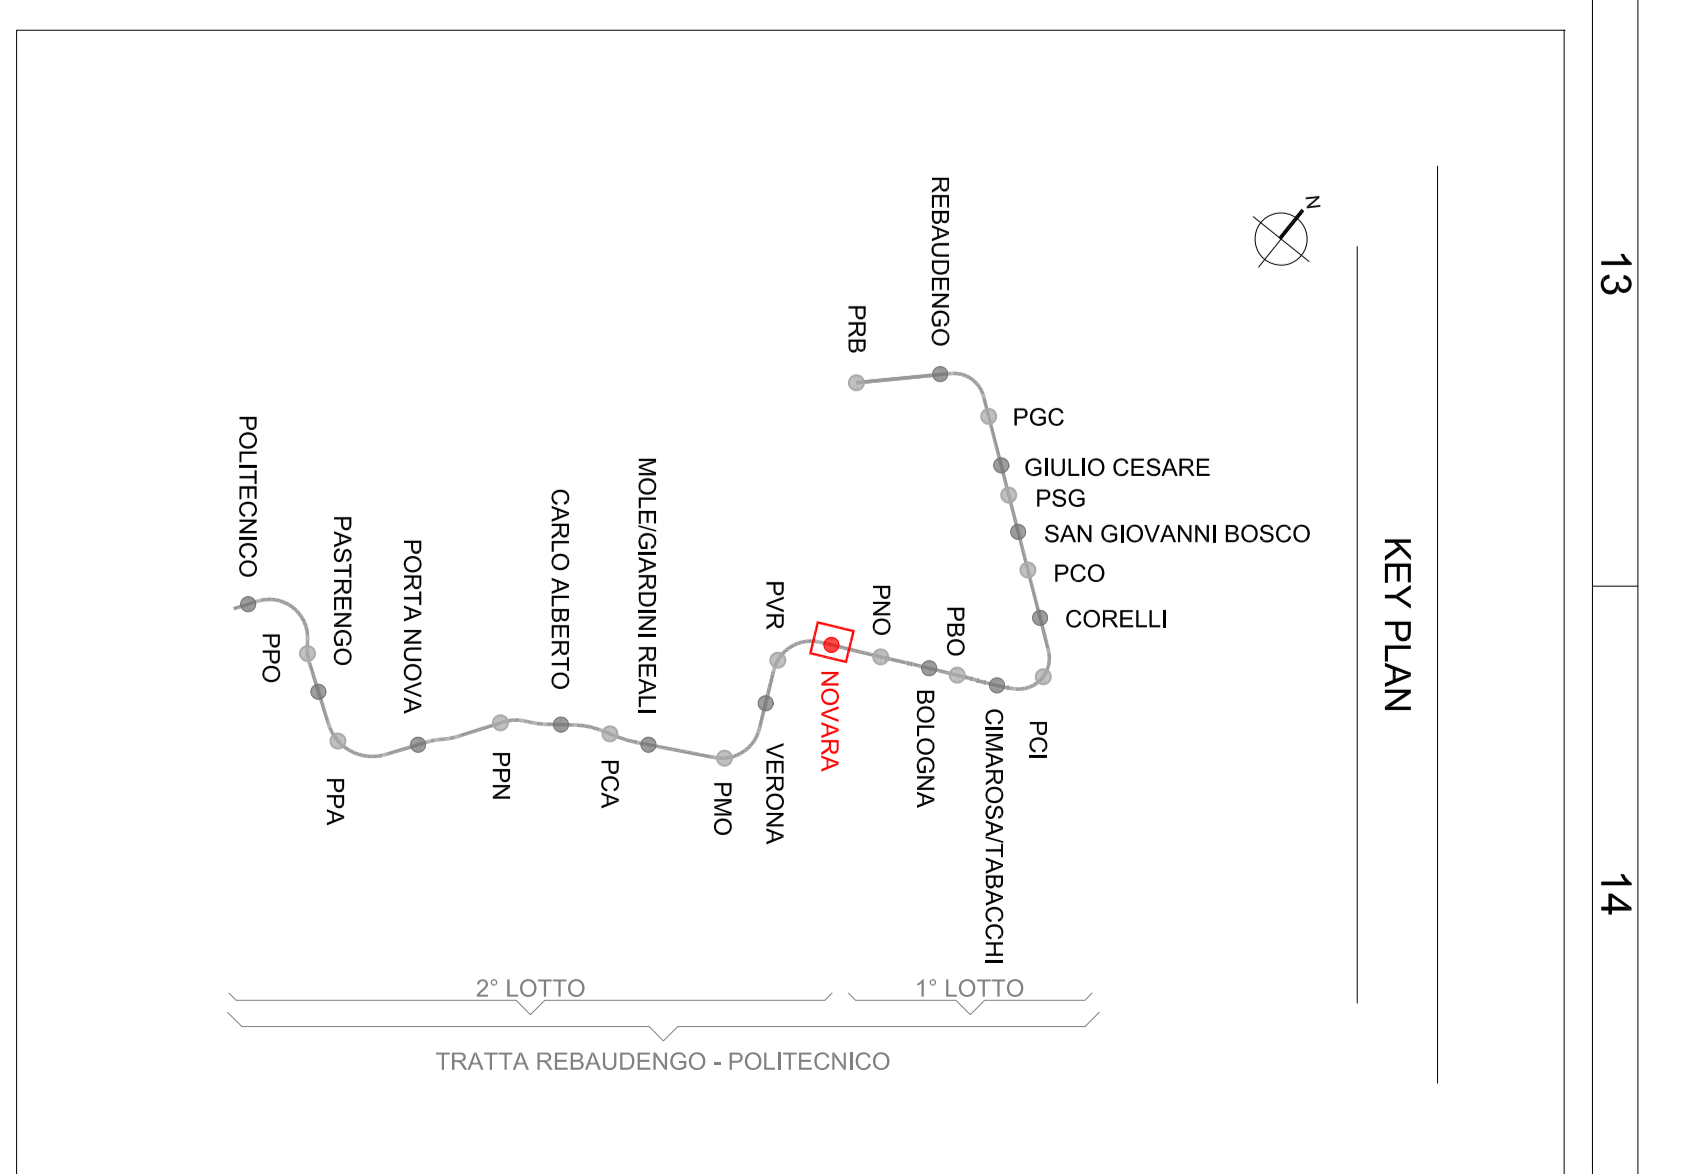 KEY PLAN
N
13
14
PRB
REBAUDENGO
PGC
GIULIO CESARE
PSG
SAN GIOVANNI BOSCO
PCO
CORELLI
PCI
CIMAROSA/TABACCHI
PBO
BOLOGNA
PNO
NOVARA
PVR
VERONA
PMO
MOLE/GIARDINI REALI
PCA
CARLO ALBERTO
PPN
PORTA NUOVA
PPA
PASTRENGO
PPO
POLITECNICO
2° LOTTO
1° LOTTO
TRATTA REBAUDENGO - POLITECNICO